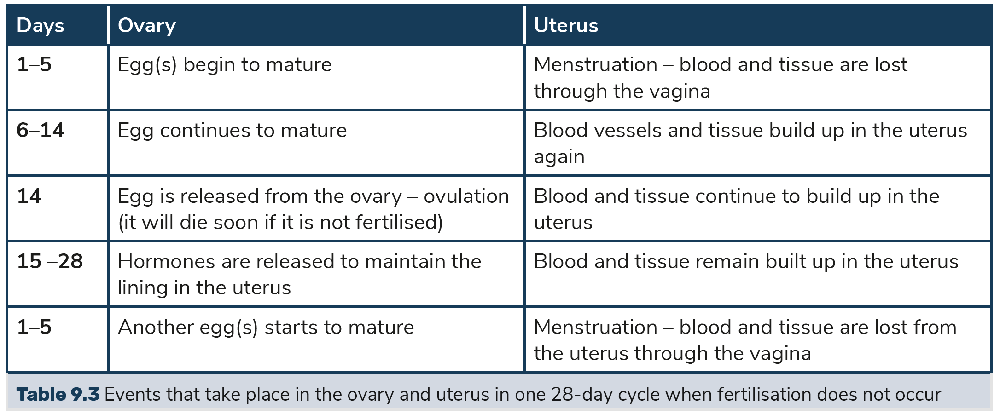 Days Ovary Uterus
1–5 Egg(s) begin to mature Menstruation – blood and tissue are lost
through the vagina
6–14 Egg continues to mature Blood vessels and tissue build up in the uterus
again
14 Egg is released from the ovary – ovulation Blood and tissue continue to build up in the
(it will die soon if it is not fertilised) uterus
15 –28 Hormones are released to maintain the Blood and tissue remain built up in the uterus
lining in the uterus
1–5 Another egg(s) starts to mature Menstruation – blood and tissue are lost from
the uterus through the vagina
Table 9.3 Events that take place in the ovary and uterus in one 28-day cycle when fertilisation does not occur